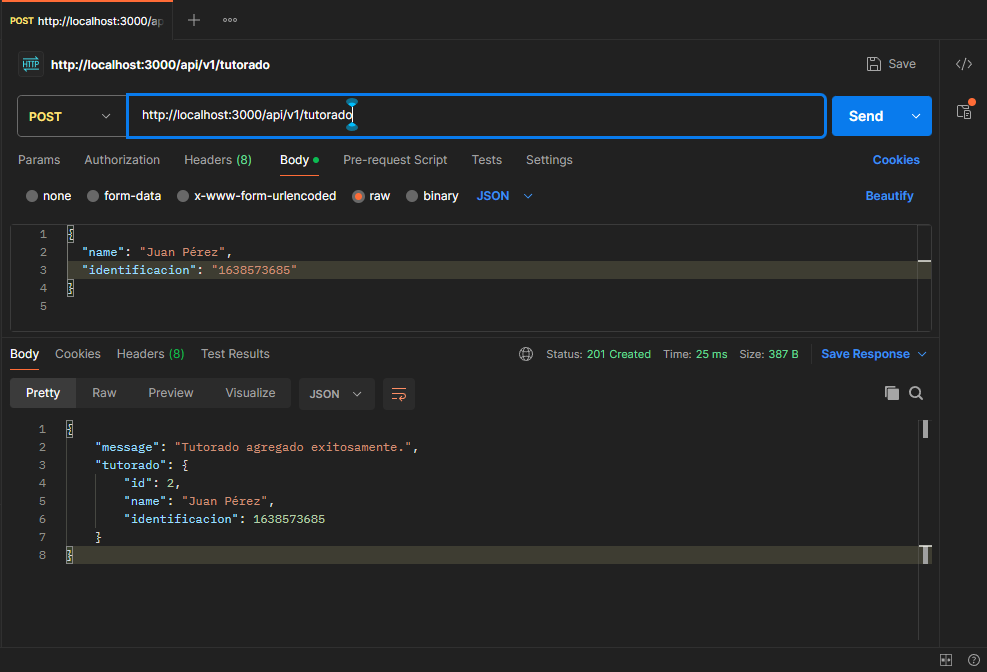 POST http://localhost:3000/ap
http://localhost:3000/api/v1/tutorado
Save
POST
http://localhost:3000/api/v1/tutorado
Send
Params Authorization Headers (8) Body Pre-request Script Tests Settings Cookies
none form-data x-www-form-urlencoded raw binary JSON Beautify
1 {
2 "name": "Juan Pérez",
3 "identificacion": "1638573685"
4 }
5
Body Cookies Headers (8) Test Results Status: 201 Created Time: 25 ms Size: 387 B Save Response
Pretty Raw Preview Visualize JSON
1 {
2 "message": "Tutorado agregado exitosamente.",
3 "tutorado": {
4 "id": 2,
5 "name": "Juan Pérez",
6 "identificacion": 1638573685
7 }
8 }